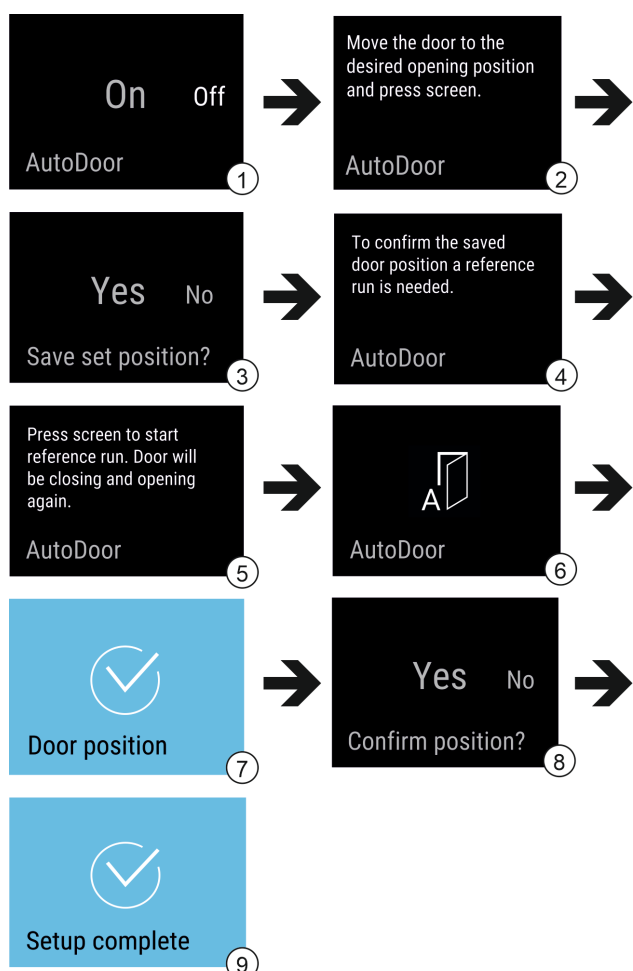 On Off
AutoDoor
1
Move the door to the
desired opening position
and press screen.
AutoDoor
2
Yes No
Save set position?
3
To confirm the saved
door position a reference
run is needed.
AutoDoor
4
Press screen to start
reference run. Door will
be closing and opening
again.
AutoDoor
5
A
AutoDoor
6
Door position
7
Yes No
Confirm position?
8
Setup complete
9